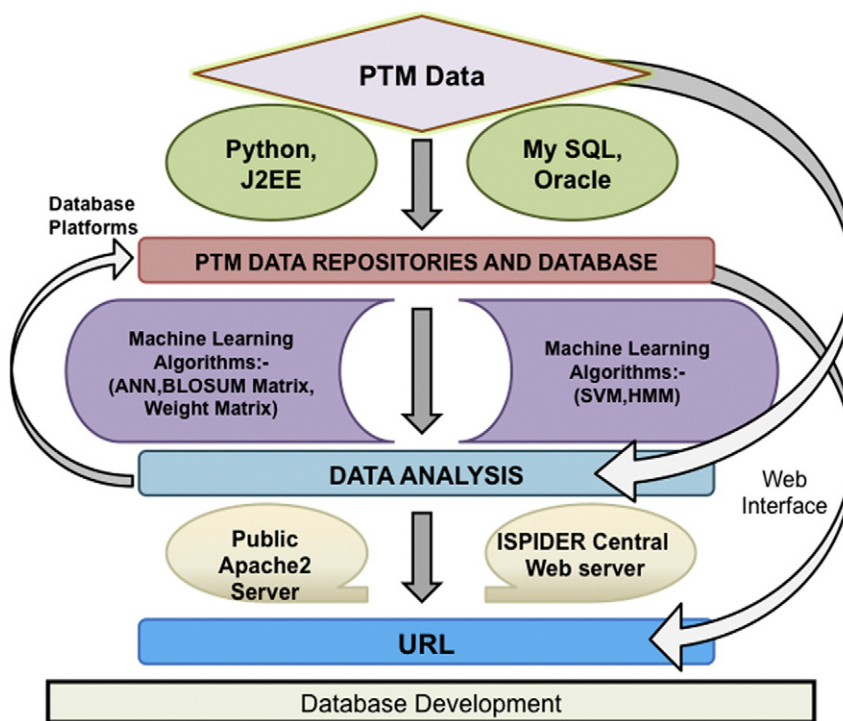 PTM Data
Python,
J2EE
My SQL,
Oracle
Database
Platforms
PTM DATA REPOSITORIES AND DATABASE
Machine Learning
Algorithms:-
(ANN,BLOSUM Matrix,
Weight Matrix)
Machine Learning
Algorithms:-
(SVM,HMM)
DATA ANALYSIS
Web
Interface
Public
Apache2
Server
ISPIDER Central
Web server
URL
Database Development